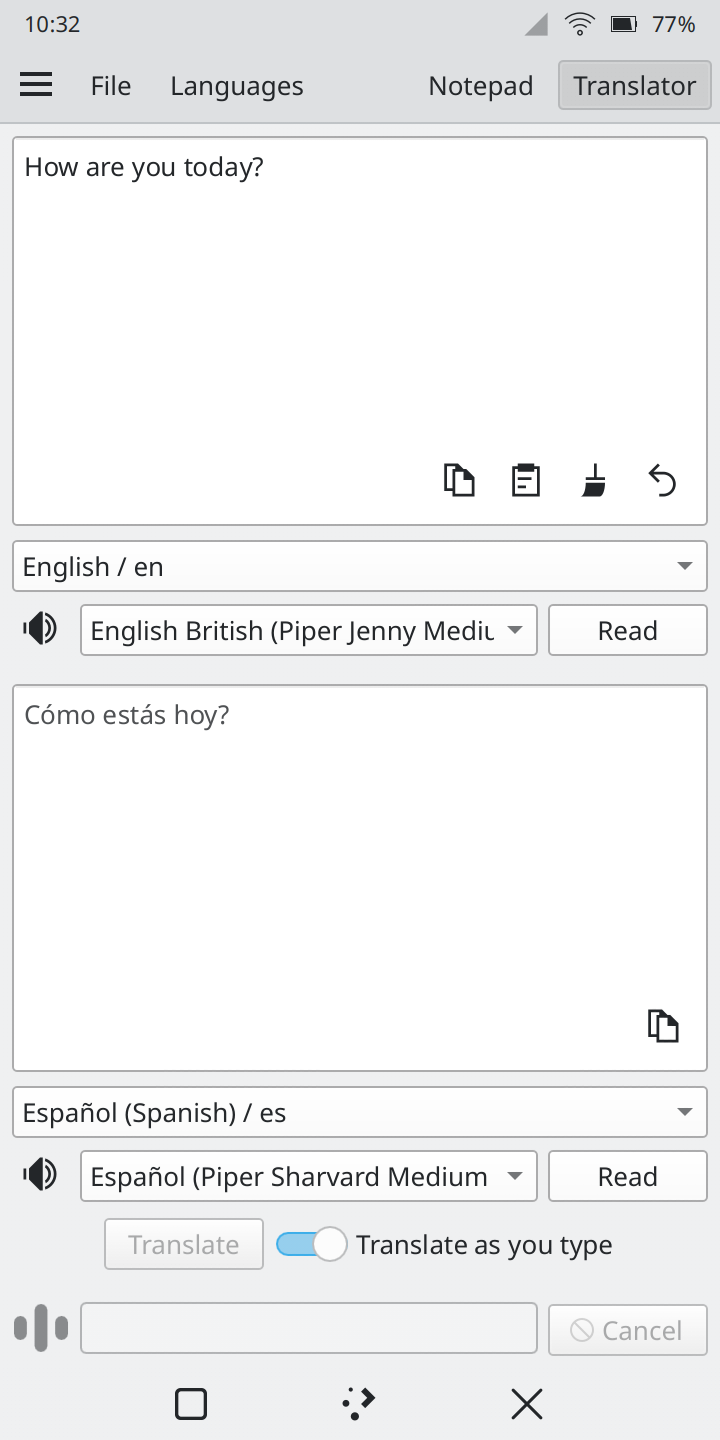 10:32
77%
File Languages Notepad Translator
How are you today?
English / en
English British (Piper Jenny Mediu
Read
Cómo estás hoy?
Español (Spanish) / es
Español (Piper Sharvard Medium
Read
Translate
Translate as you type
Cancel